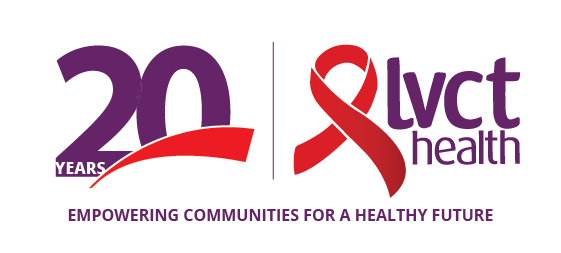 20
YEARS
lvct
health
EMPOWERING COMMUNITIES FOR A HEALTHY FUTURE